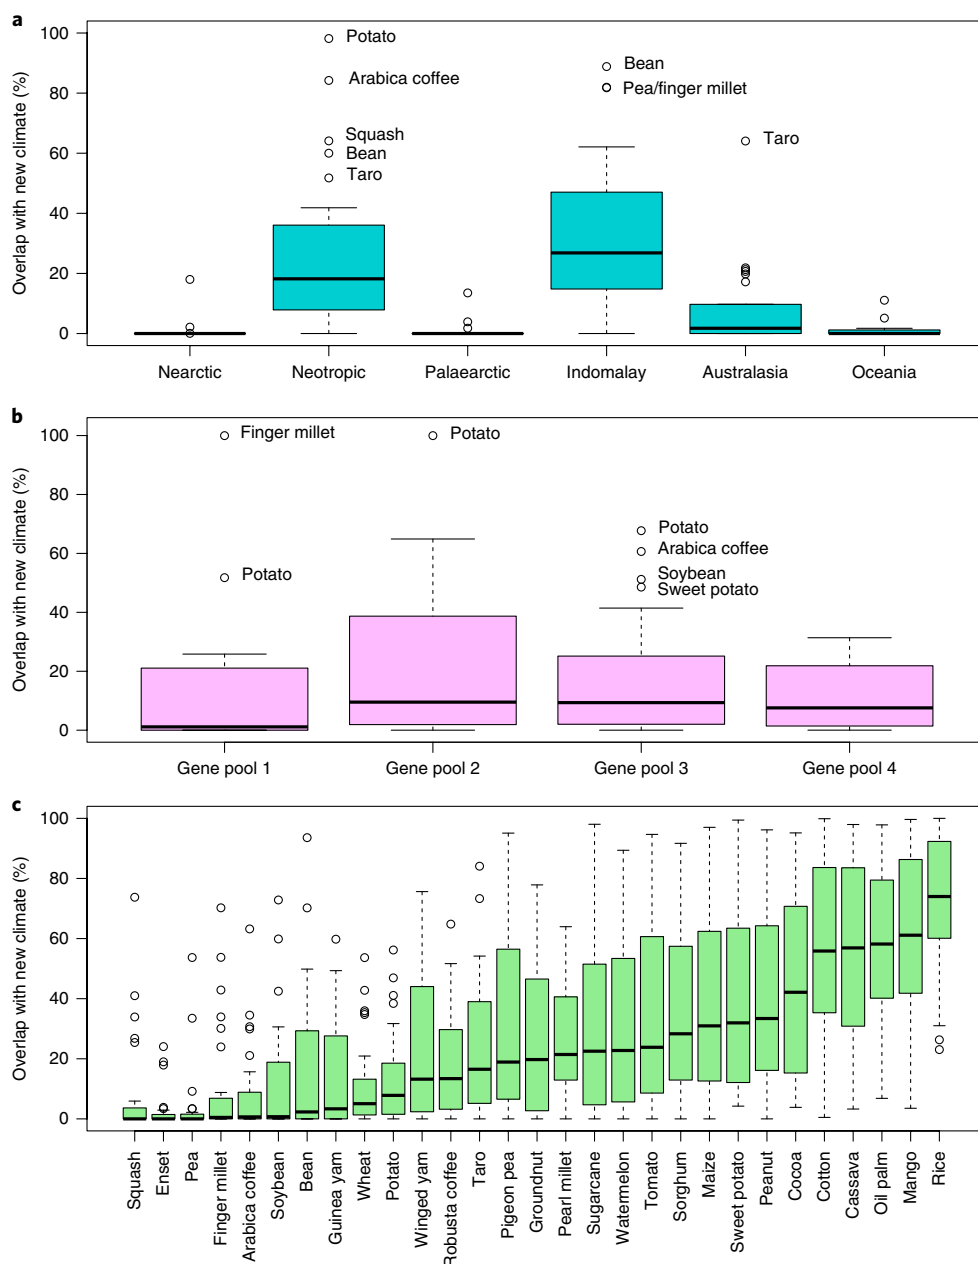 a
Overlap with new climate (%)
100
80
60
40
20
0
Potato
Arabica coffee
Squash
Bean
Taro
Bean
Pea/finger millet
Taro
Nearctic Neotropic Palaearctic Indomalay Australasia Oceania
b
Overlap with new climate (%)
100
80
60
40
20
0
Finger millet
Potato
Potato
Potato
Arabica coffee
Soybean
Sweet potato
Gene pool 1 Gene pool 2 Gene pool 3 Gene pool 4
c
Overlap with new climate (%)
100
80
60
40
20
0
Squash
Enset
Pea
Finger millet
Arabica coffee
Soybean
Bean
Guinea yam
Wheat
Potato
Winged yam
Robusta coffee
Taro
Pigeon pea
Groundnut
Pearl millet
Sugarcane
Watermelon
Tomato
Sorghum
Maize
Sweet potato
Peanut
Cocoa
Cotton
Cassava
Oil palm
Mango
Rice